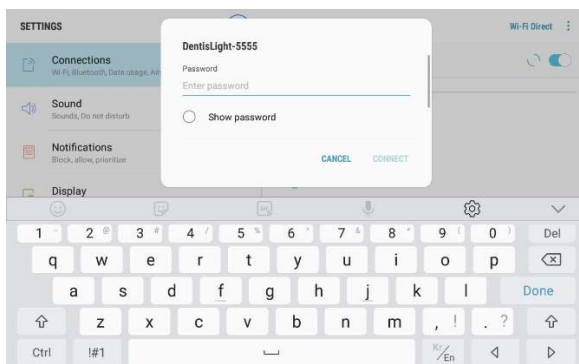 SETTINGS
Wi-Fi Direct
Connections
Wi-Fi, Bluetooth, Data usage, Air
Sound
Sounds, Do not disturb
Notifications
Block, allow, prioritize
Display
DentisLight-5555
Password
Enter password
Show password
CANCEL CONNECT
1 - 2 @ 3 # 4 / 5 % 6 ^ 7 & 8 * 9 ( 0 ) Del
q w e r t y u i o p
a s d f g h j k l Done
z x c v b n m , ! . ?
Ctrl !#1 Kr/En